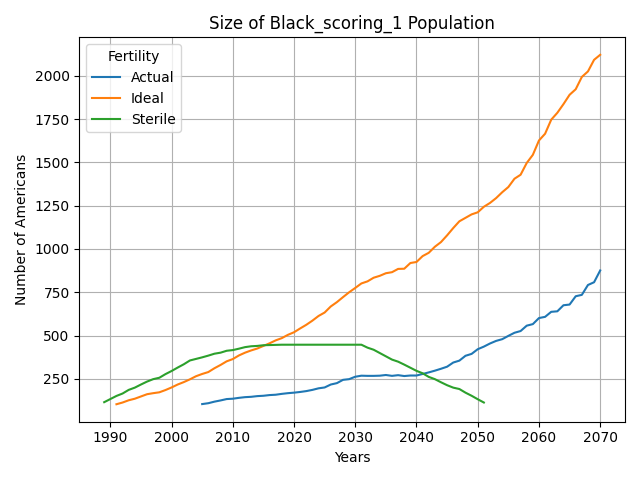 Size of Black_scoring_1 Population
Fertility
Actual
Ideal
Sterile
Number of Americans
2000
1750
1500
1250
1000
750
500
250
1990 2000 2010 2020 2030 2040 2050 2060 2070
Years